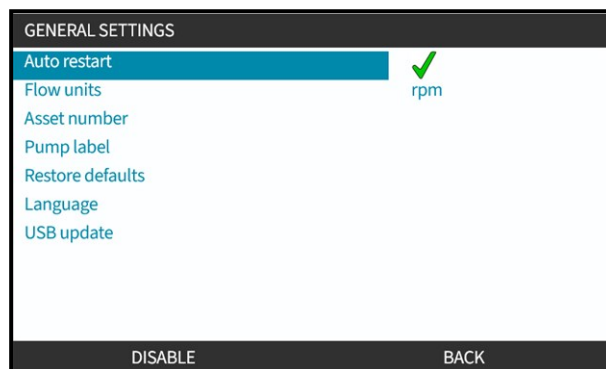 GENERAL SETTINGS
Auto restart
Flow units rpm
Asset number
Pump label
Restore defaults
Language
USB update
DISABLE BACK